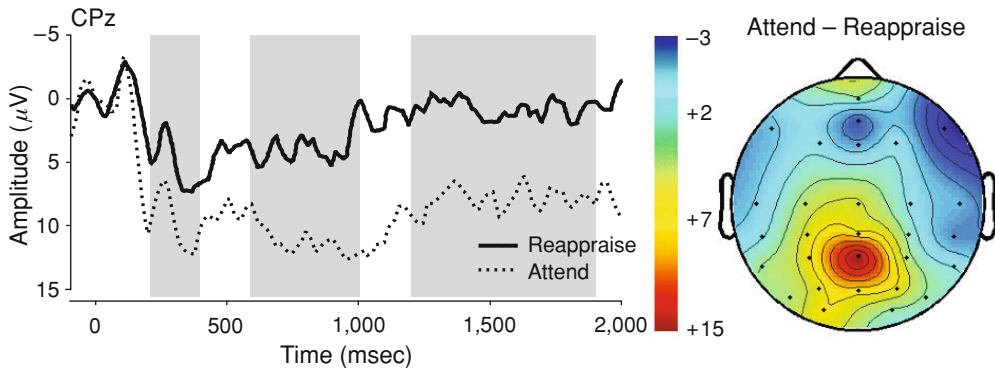 CPz
Attend – Reappraise
Amplitude (μV)
−5
0
5
10
15
Reappraise
Attend
0
500
1,000
1,500
2,000
Time (msec)
−3
+2
+7
+15